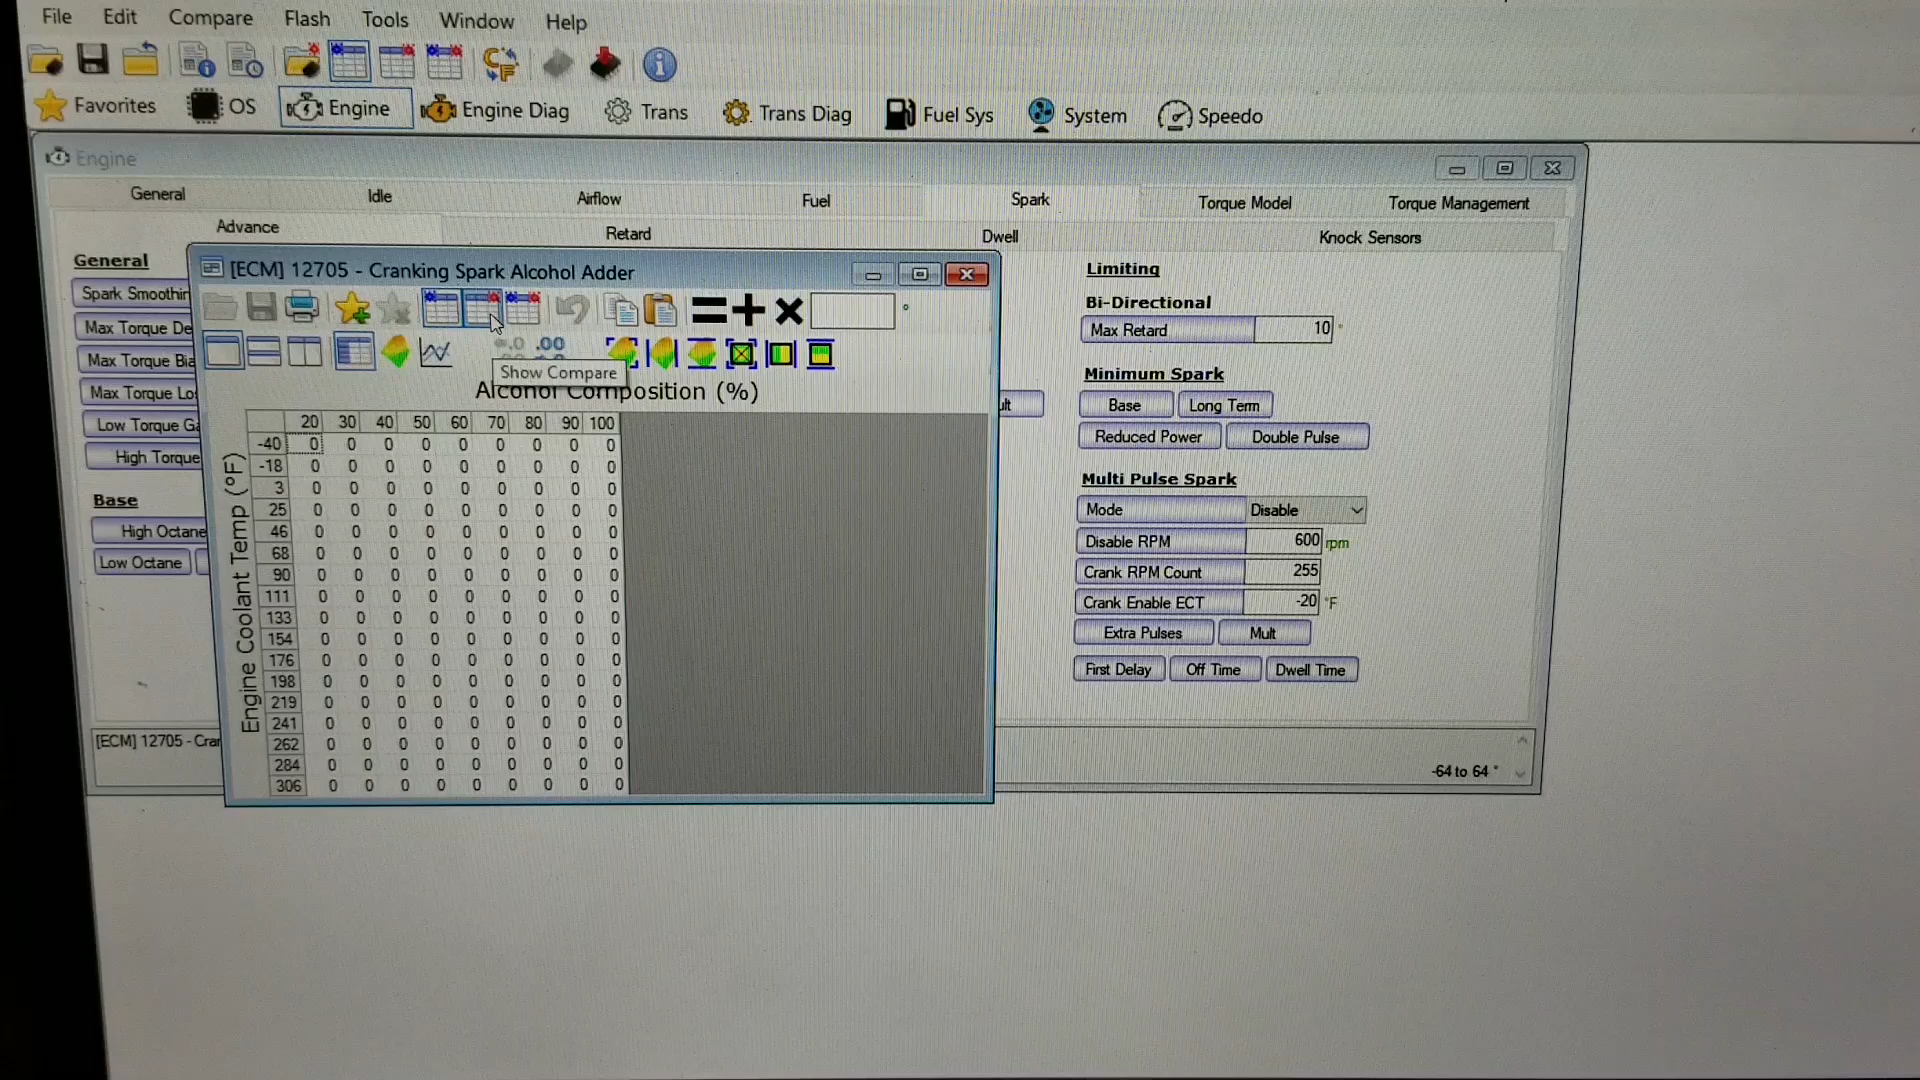 File Edit Compare Flash Tools Window Help
Favorites OS Engine Engine Diag Trans Trans Diag Fuel Sys System Speedo
Engine
General Idle Airflow Fuel Spark Torque Model Torque Management
Advance Retard Dwell Knock Sensors
General
Spark Smoothin
Max Torque De
Max Torque Bia
Max Torque Lo
Low Torque Ga
High Torque
Base
High Octane
Low Octane
[ECM] 12705 - Cran
[ECM] 12705 - Cranking Spark Alcohol Adder
°
.0 .00
Show Compare
Alcohol Composition (%)
Engine Coolant Temp (°F)
20 30 40 50 60 70 80 90 100
-40 0 0 0 0 0 0 0 0 0
-18 0 0 0 0 0 0 0 0 0
3 0 0 0 0 0 0 0 0 0
25 0 0 0 0 0 0 0 0 0
46 0 0 0 0 0 0 0 0 0
68 0 0 0 0 0 0 0 0 0
90 0 0 0 0 0 0 0 0 0
111 0 0 0 0 0 0 0 0 0
133 0 0 0 0 0 0 0 0 0
154 0 0 0 0 0 0 0 0 0
176 0 0 0 0 0 0 0 0 0
198 0 0 0 0 0 0 0 0 0
219 0 0 0 0 0 0 0 0 0
241 0 0 0 0 0 0 0 0 0
262 0 0 0 0 0 0 0 0 0
284 0 0 0 0 0 0 0 0 0
306 0 0 0 0 0 0 0 0 0
ult
Limiting
Bi-Directional
Max Retard 10 °
Minimum Spark
Base Long Term
Reduced Power Double Pulse
Multi Pulse Spark
Mode Disable
Disable RPM 600 rpm
Crank RPM Count 255
Crank Enable ECT -20 °F
Extra Pulses Mult
First Delay Off Time Dwell Time
-64 to 64 °